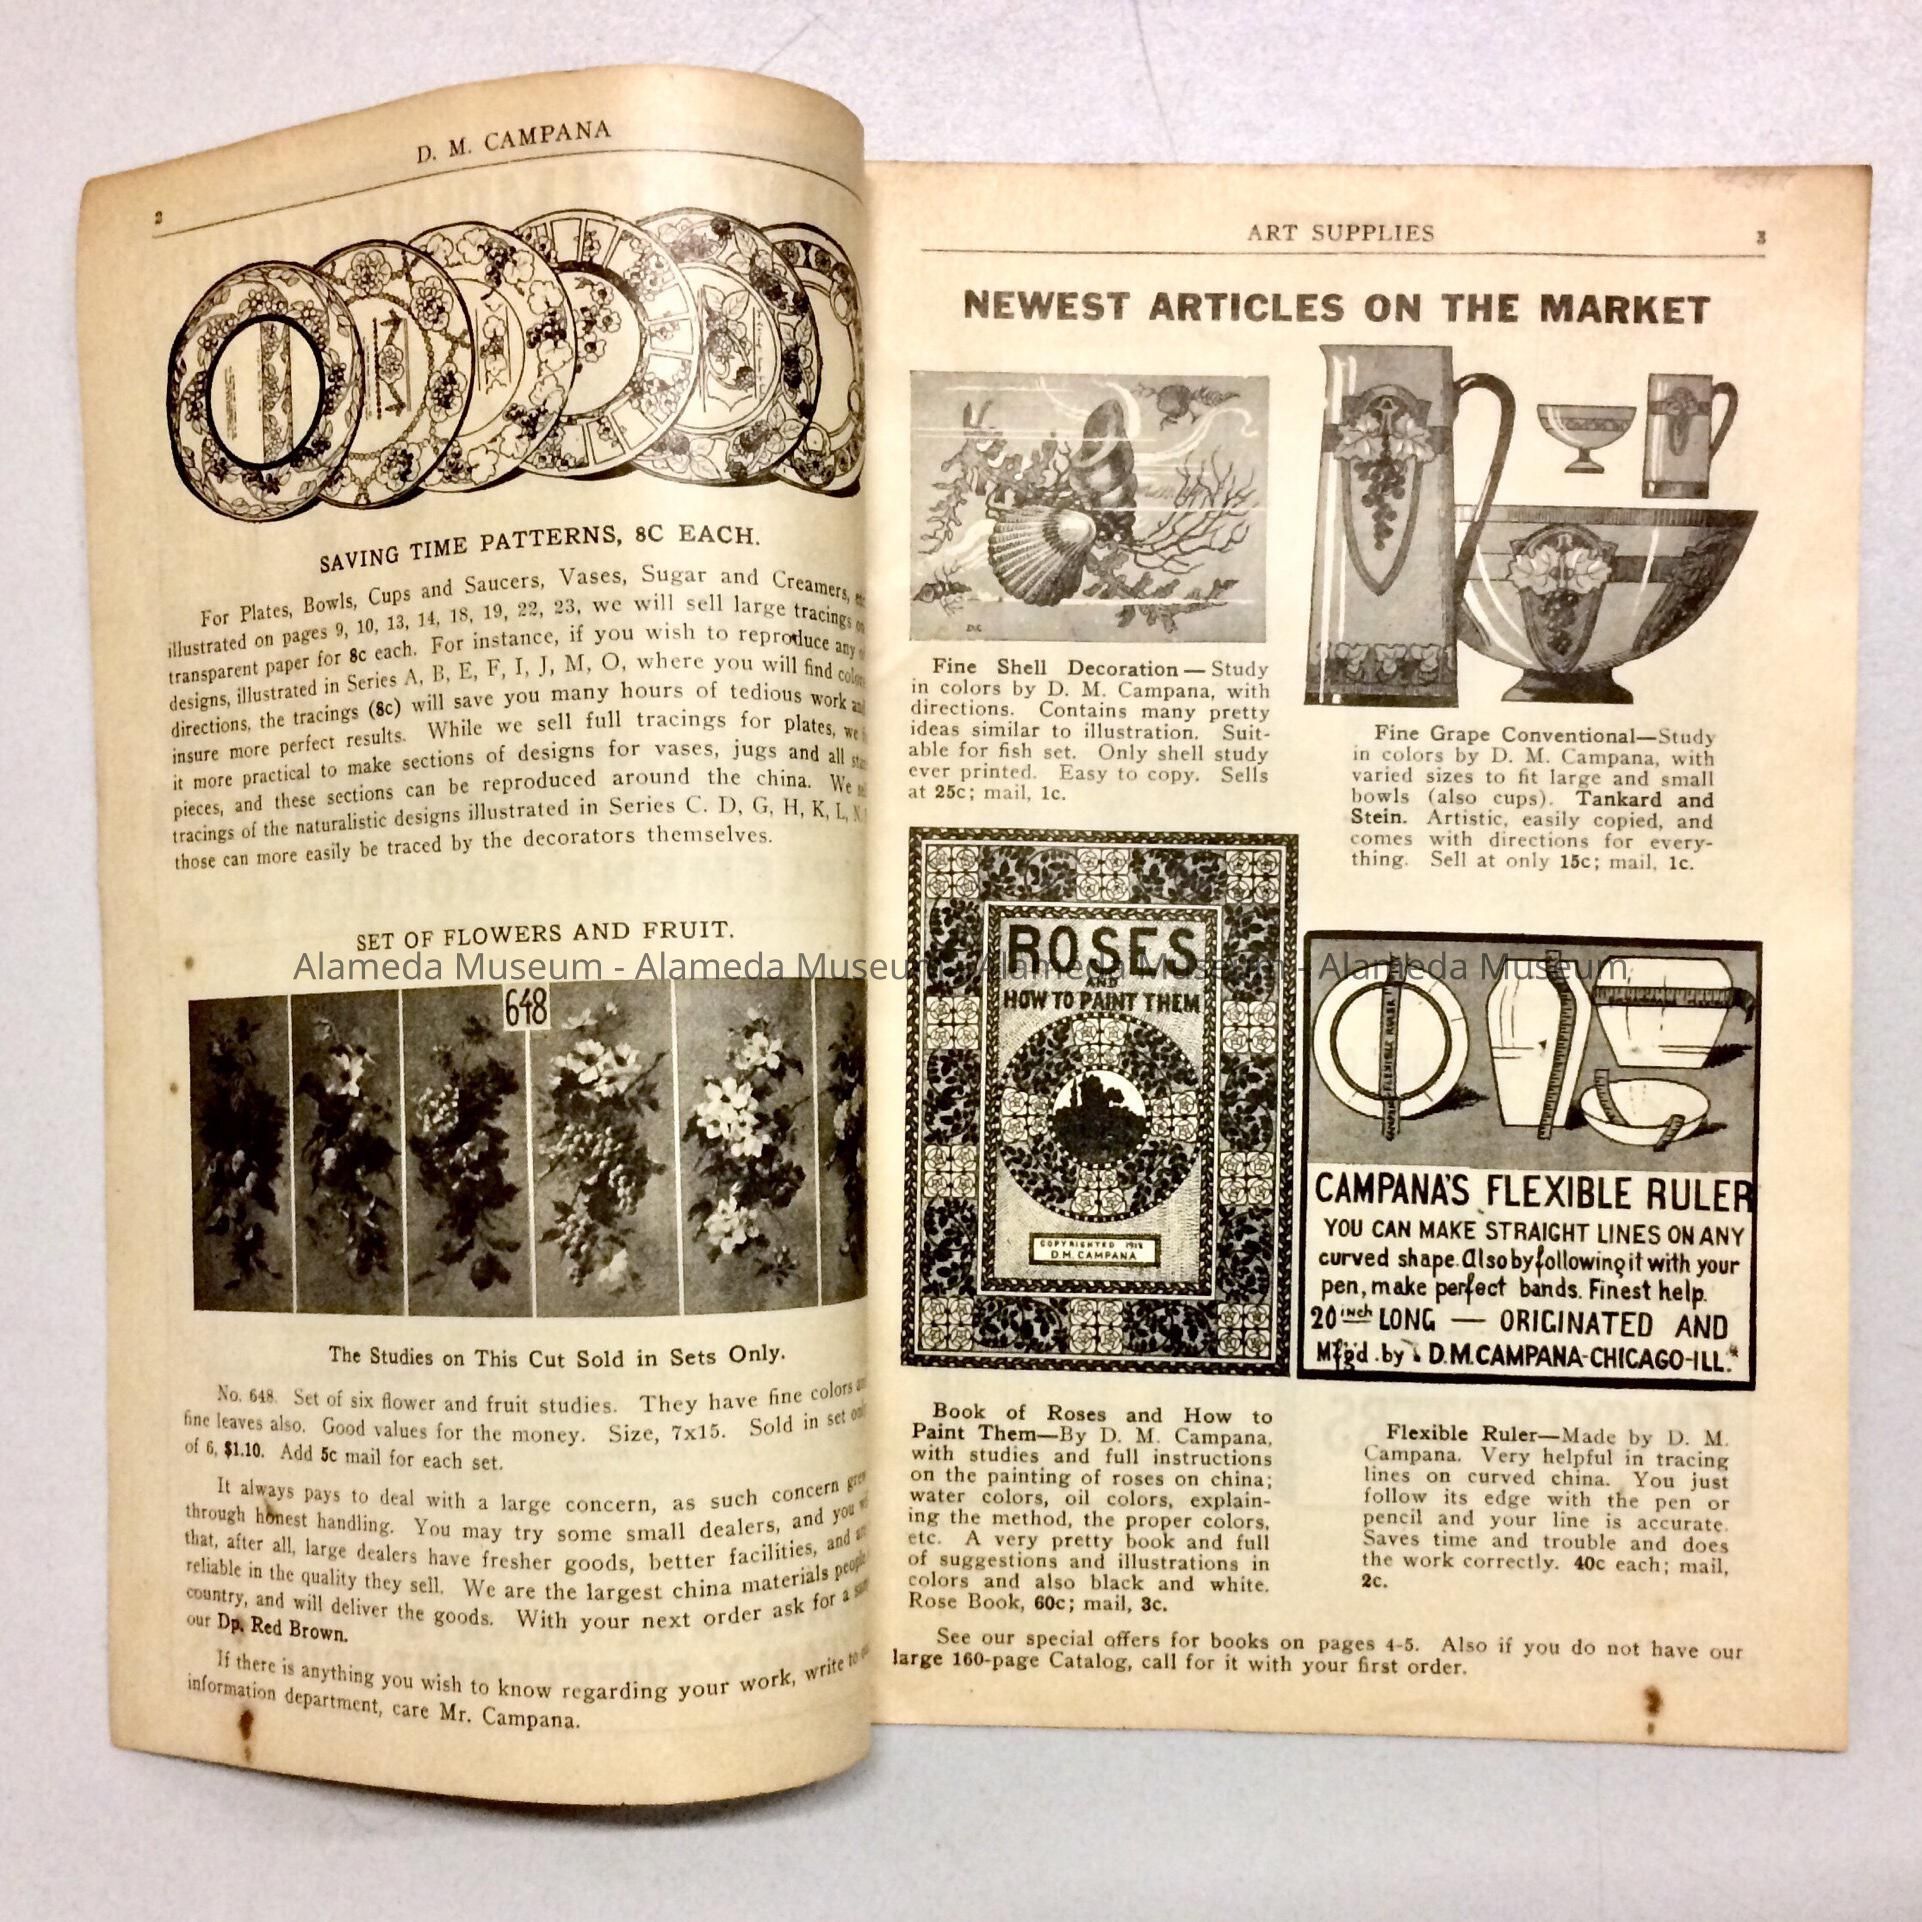 2
D. M. CAMPANA
SAVING TIME PATTERNS, 8C EACH.
For Plates, Bowls, Cups and Saucers, Vases, Sugar and Creamers,
illustrated on pages 9, 10, 13, 14, 18, 19, 22, 23, we will sell large tracings
transparent paper for 8c each. For instance, if you wish to reproduce any
designs, illustrated in Series A, B, E, F, I, J, M, O, where you will find
directions, the tracings (8c) will save you many hours of tedious work
insure more perfect results. While we sell full tracings for plates, we
it more practical to make sections of designs for vases, jugs and all
pieces, and these sections can be reproduced around the china. We
tracings of the naturalistic designs illustrated in Series C. D, G, H, K, L, N,
those can more easily be traced by the decorators themselves.
SET OF FLOWERS AND FRUIT.
648
The Studies on This Cut Sold in Sets Only.
No. 648. Set of six flower and fruit studies. They have fine colors
fine leaves also. Good values for the money. Size, 7x15. Sold in set
of 6, $1.10. Add 5c mail for each set.
It always pays to deal with a large concern, as such concern
through honest handling. You may try some small dealers, and you
that, after all, large dealers have fresher goods, better facilities, and
reliable in the quality they sell. We are the largest china materials people
country, and will deliver the goods. With your next order ask for a
our Dp. Red Brown.
If there is anything you wish to know regarding your work, write to
information department, care Mr. Campana.
ART SUPPLIES
3
NEWEST ARTICLES ON THE MARKET
Fine Shell Decoration — Study
in colors by D. M. Campana, with
directions. Contains many pretty
ideas similar to illustration. Suit-
able for fish set. Only shell study
ever printed. Easy to copy. Sells
at 25c; mail, 1c.
Fine Grape Conventional—Study
in colors by D. M. Campana, with
varied sizes to fit large and small
bowls (also cups). Tankard and
Stein. Artistic, easily copied, and
comes with directions for every-
thing. Sell at only 15c; mail, 1c.
ROSES
AND
HOW TO PAINT THEM
COPYRIGHTED 1918
D.M. CAMPANA
CAMPANA'S FLEXIBLE RULER
YOU CAN MAKE STRAIGHT LINES ON ANY
curved shape. Also by following it with your
pen, make perfect bands. Finest help.
20 inch LONG — ORIGINATED AND
Mfgd. by D.M.CAMPANA-CHICAGO-ILL.
Book of Roses and How to
Paint Them—By D. M. Campana,
with studies and full instructions
on the painting of roses on china;
water colors, oil colors, explain-
ing the method, the proper colors,
etc. A very pretty book and full
of suggestions and illustrations in
colors and also black and white.
Rose Book, 60c; mail, 3c.
Flexible Ruler—Made by D. M.
Campana. Very helpful in tracing
lines on curved china. You just
follow its edge with the pen or
pencil and your line is accurate.
Saves time and trouble and does
the work correctly. 40c each; mail,
2c.
See our special offers for books on pages 4-5. Also if you do not have our
large 160-page Catalog, call for it with your first order.
Alameda Museum - Alameda Museum - Alameda Museum - Alameda Museum